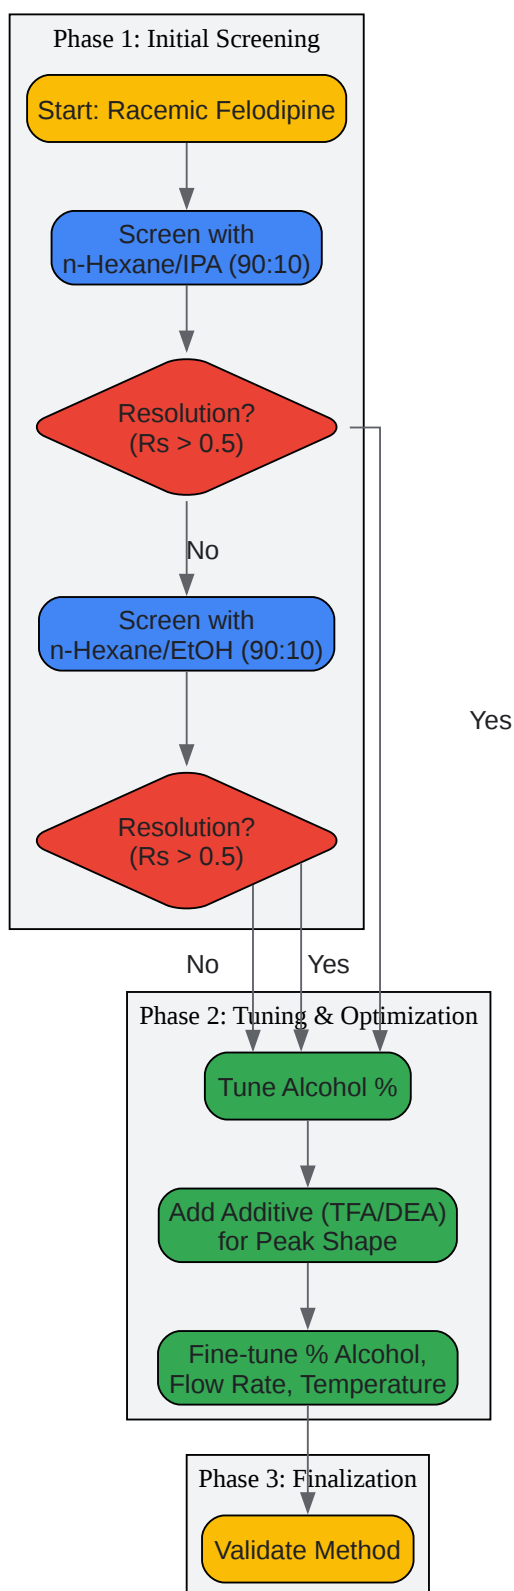 Phase 1: Initial Screening
Start: Racemic Felodipine
Screen with
n-Hexane/IPA (90:10)
Resolution?
(Rs > 0.5)
No
Screen with
n-Hexane/EtOH (90:10)
Yes
Resolution?
(Rs > 0.5)
No
Yes
Phase 2: Tuning & Optimization
Tune Alcohol %
Add Additive (TFA/DEA)
for Peak Shape
Fine-tune % Alcohol,
Flow Rate, Temperature
Phase 3: Finalization
Validate Method